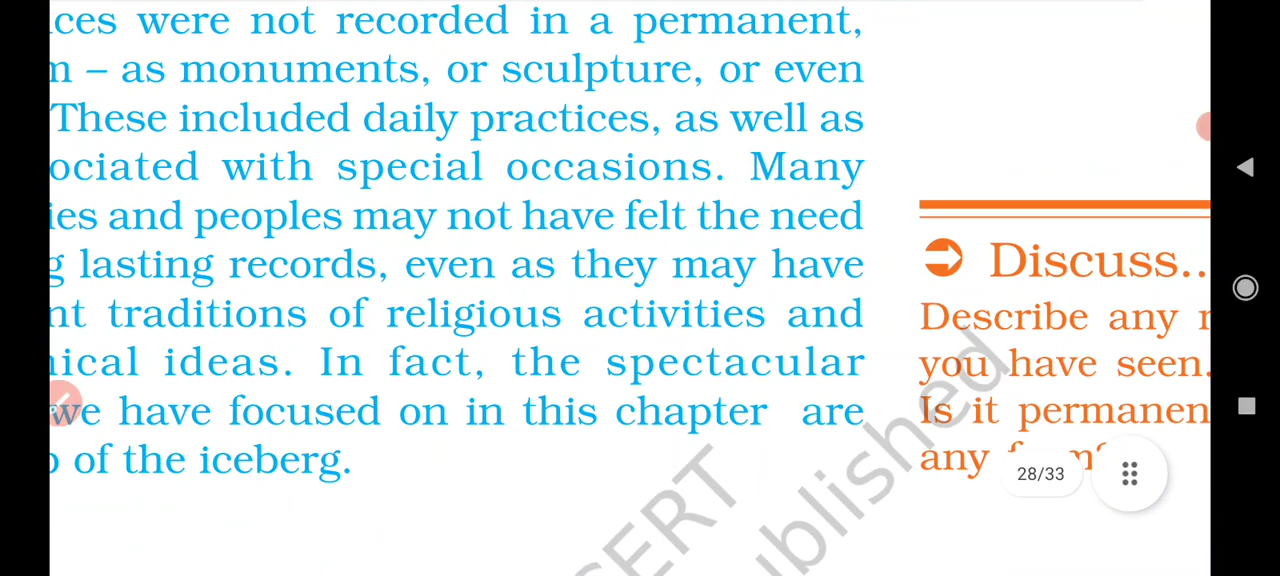 ces were not recorded in a permanent,
m – as monuments, or sculpture, or even
These included daily practices, as well as
ociated with special occasions. Many
ies and peoples may not have felt the need
g lasting records, even as they may have
nt traditions of religious activities and
ical ideas. In fact, the spectacular
we have focused on in this chapter are
of the iceberg.
Discuss..
Describe any
you have seen.
Is it permanen
any
28/33
ERT
ublished